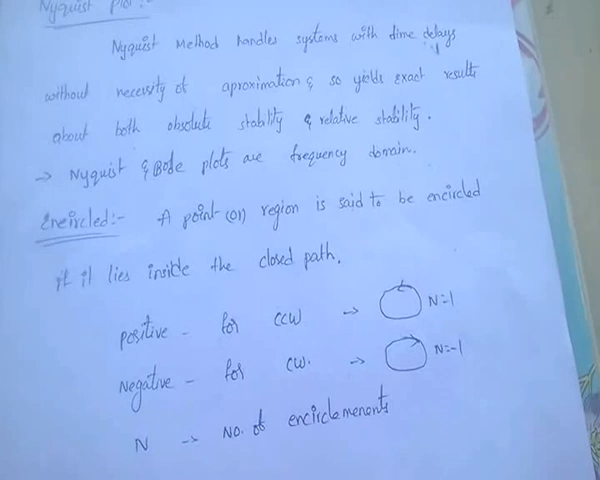 Nyquist Plot:-
Nyquist Method handles systems with time delays
without necessity of aproximation & so yields exact results
about both absolute stability & relative stability.
→ Nyquist & Bode plots are frequency domain.
Encircled:- A point (or) region is said to be encircled
if it lies inside the closed path.
positive - for CCW → N=1
Negative - for CW. → N=-1
N → No. of encirclemenents